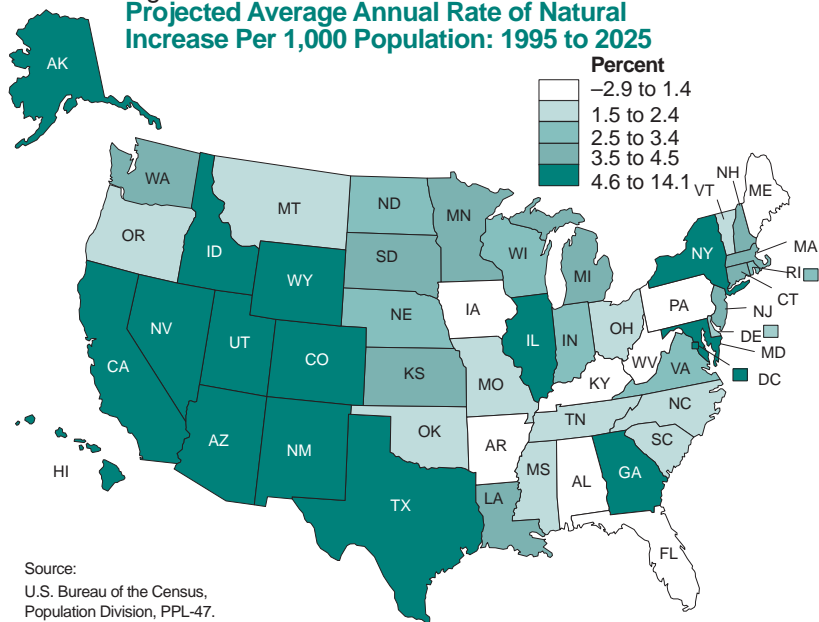 Projected Average Annual Rate of Natural
Increase Per 1,000 Population: 1995 to 2025
Percent
–2.9 to 1.4
1.5 to 2.4
2.5 to 3.4
3.5 to 4.5
4.6 to 14.1
AK
WA
MT
ND
MN
VT
NH
ME
OR
ID
SD
WI
MI
NY
MA
RI
CT
WY
NE
IA
PA
NJ
NV
UT
CO
IL
IN
OH
DE
MD
CA
KS
MO
KY
WV
VA
DC
AZ
NM
OK
AR
TN
NC
SC
HI
TX
LA
MS
AL
GA
FL
Source:
U.S. Bureau of the Census,
Population Division, PPL-47.